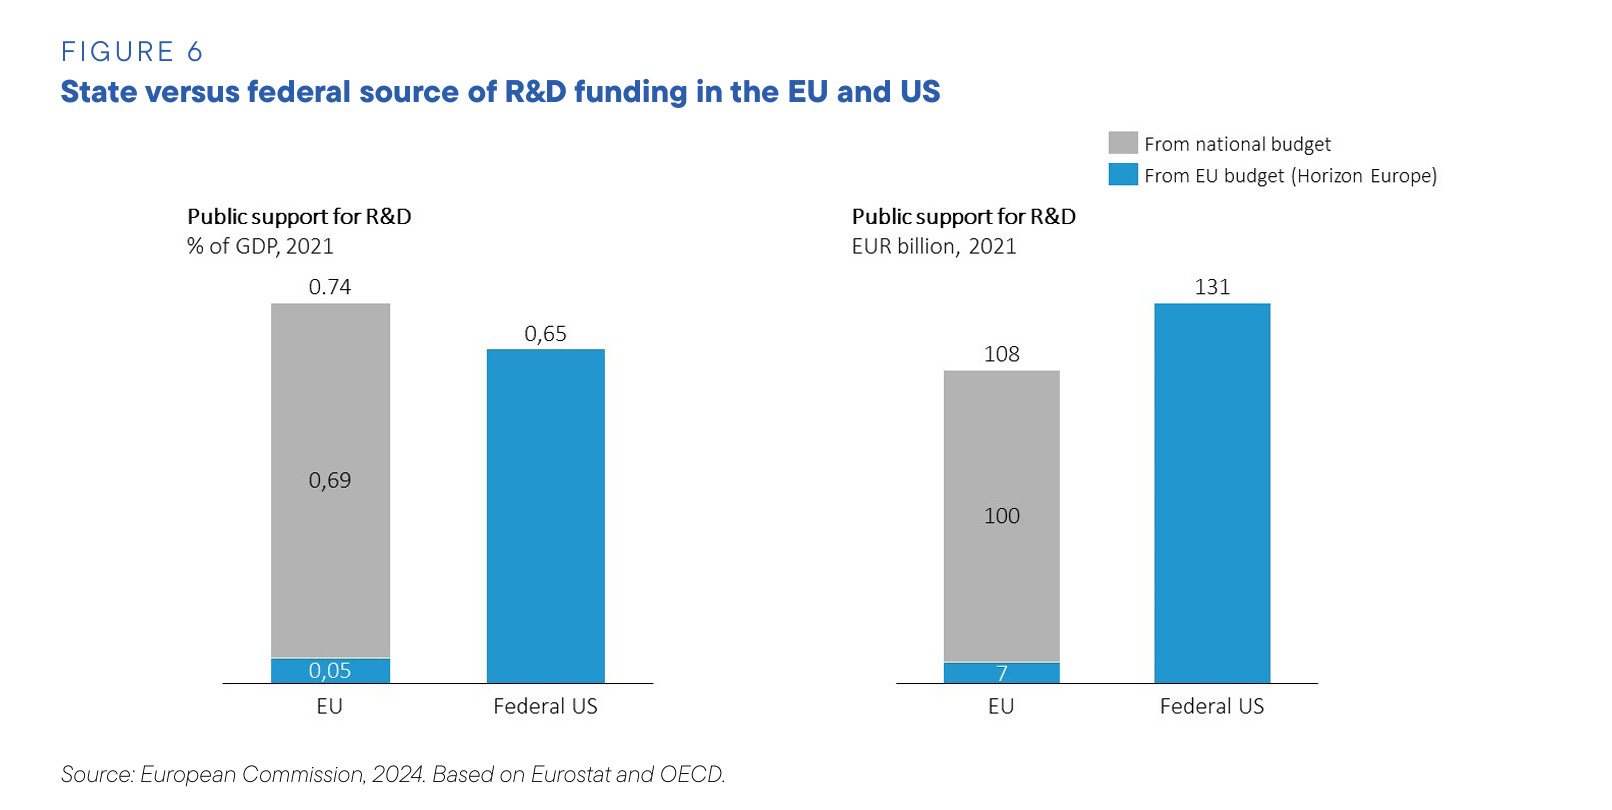 FIGURE 6
State versus federal source of R&D funding in the EU and US
From national budget
From EU budget (Horizon Europe)
Public support for R&D
% of GDP, 2021
0.74
0,65
0,69
0,05
EU
Federal US
Public support for R&D
EUR billion, 2021
131
108
100
7
EU
Federal US
Source: European Commission, 2024. Based on Eurostat and OECD.